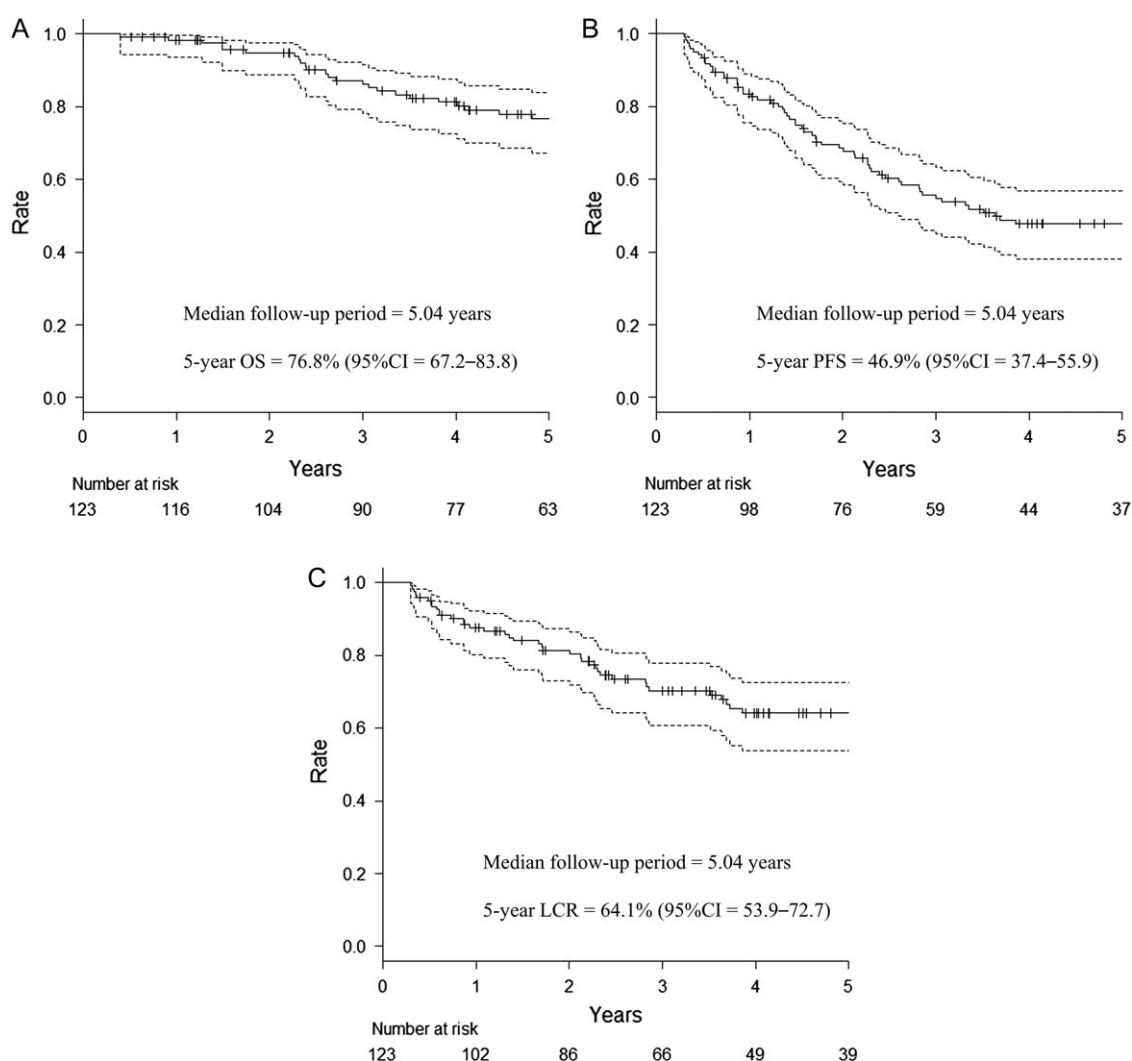 A
1.0
0.8
0.6
0.4
0.2
0.0
Rate
Median follow-up period = 5.04 years
5-year OS = 76.8% (95%CI = 67.2–83.8)
0 1 2 3 4 5
Years
Number at risk
123 116 104 90 77 63
B
1.0
0.8
0.6
0.4
0.2
0.0
Rate
Median follow-up period = 5.04 years
5-year PFS = 46.9% (95%CI = 37.4–55.9)
0 1 2 3 4 5
Years
Number at risk
123 98 76 59 44 37
C
1.0
0.8
0.6
0.4
0.2
0.0
Rate
Median follow-up period = 5.04 years
5-year LCR = 64.1% (95%CI = 53.9–72.7)
0 1 2 3 4 5
Years
Number at risk
123 102 86 66 49 39